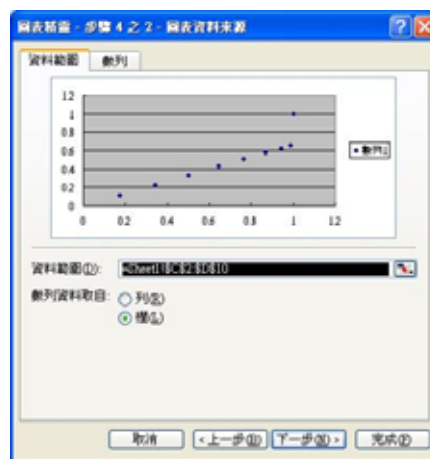 圖表精靈 - 步驟 4 之 2 - 圖表資料來源
資料範圍 數列
1.2
1
0.8
0.6
0.4
0.2
0
0 0.2 0.4 0.6 0.8 1 1.2
數列1
資料範圍(D): =Sheet1!$C$2:$D$10
數列資料取自: 列(R)
欄(L)
取消 <上一步(B) 下一步(N)> 完成(F)